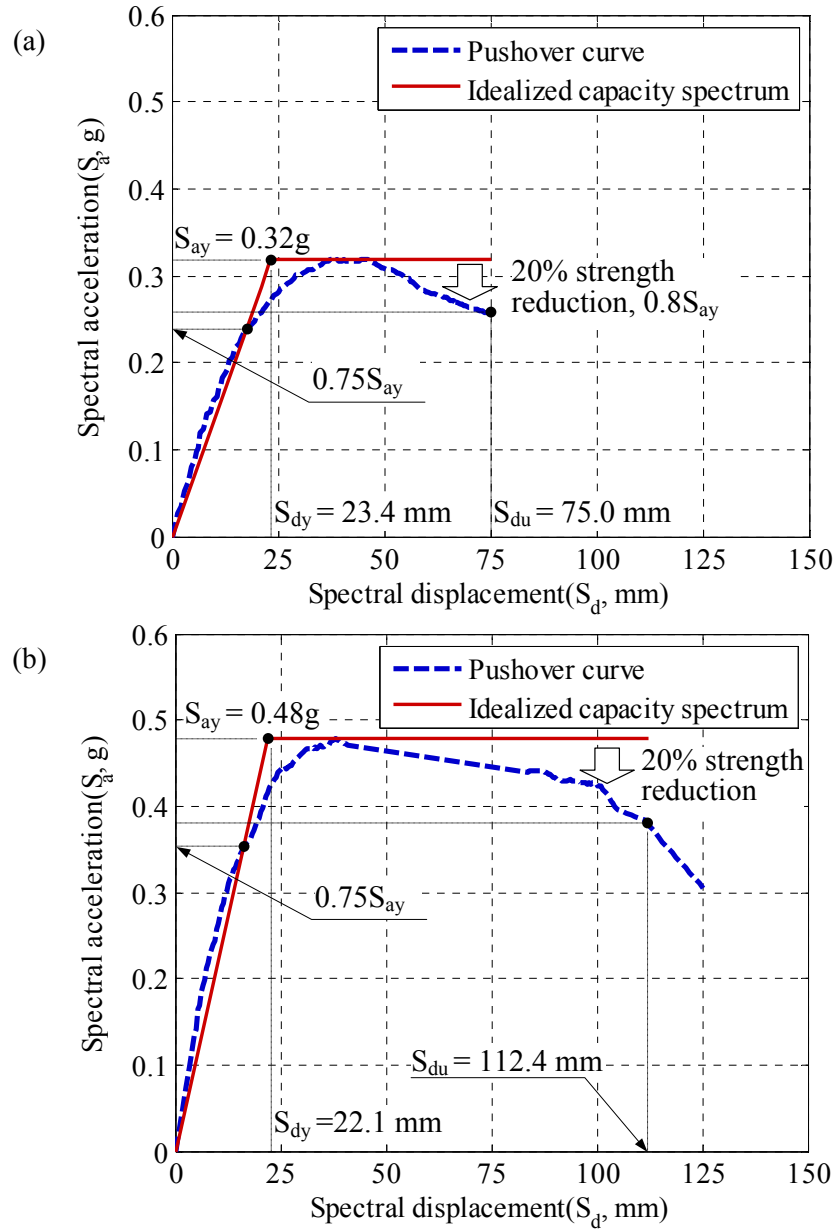 (a)
0.6
0.5
0.4
0.3
0.2
0.1
0
Spectral acceleration(Sa, g)
Pushover curve
Idealized capacity spectrum
Say = 0.32g
20% strength
reduction, 0.8Say
0.75Say
Sdy = 23.4 mm
Sdu = 75.0 mm
0 25 50 75 100 125 150
Spectral displacement(Sd, mm)
(b)
0.6
0.5
0.4
0.3
0.2
0.1
0
Spectral acceleration(Sa, g)
Pushover curve
Idealized capacity spectrum
Say = 0.48g
20% strength
reduction
0.75Say
Sdu = 112.4 mm
Sdy =22.1 mm
0 25 50 75 100 125 150
Spectral displacement(Sd, mm)